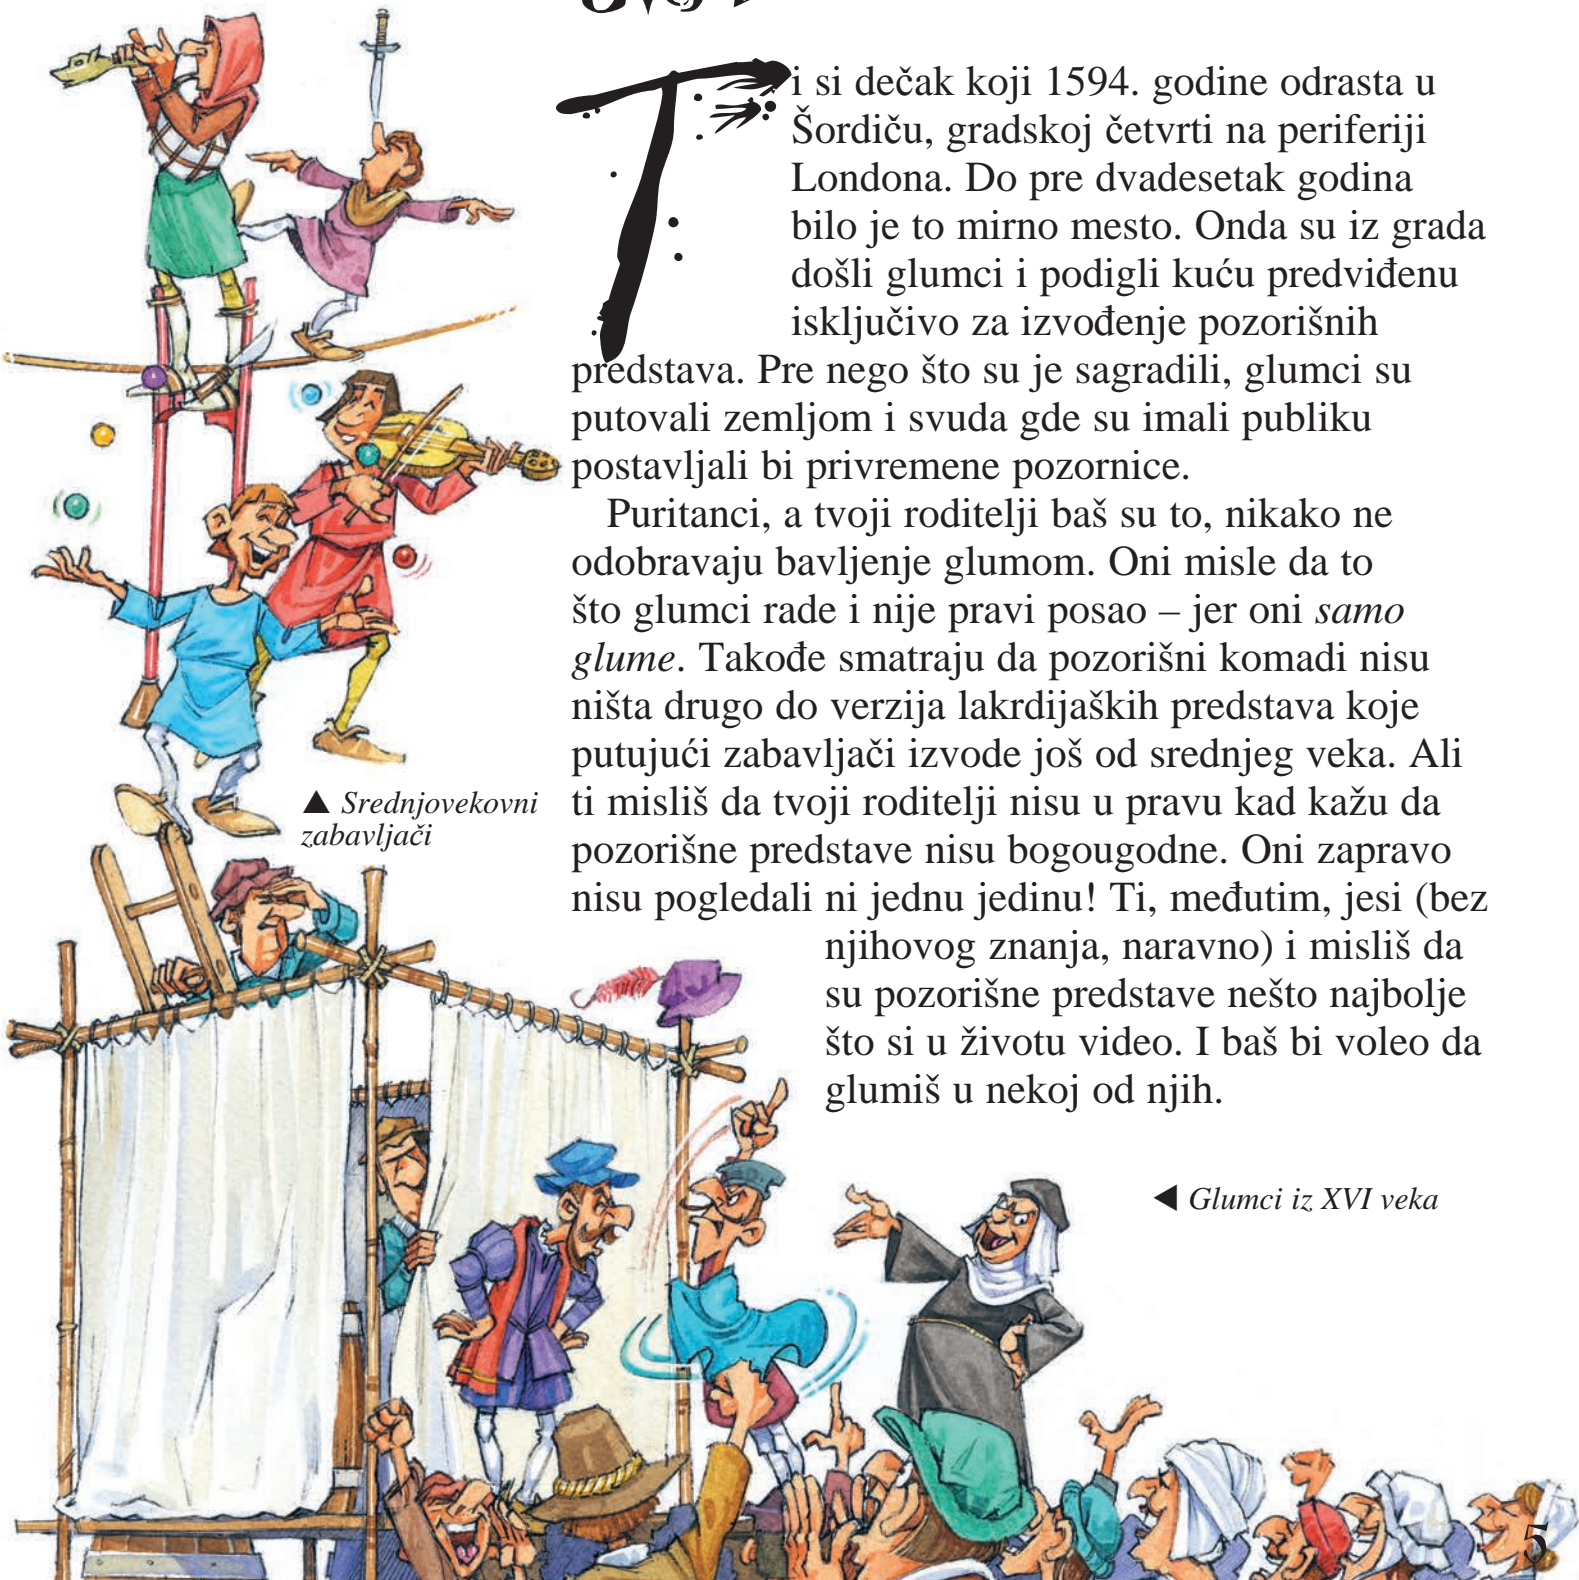 Ti si dečak koji 1594. godine odrasta u
Šordiču, gradskoj četvrti na periferiji
Londona. Do pre dvadesetak godina
bilo je to mirno mesto. Onda su iz grada
došli glumci i podigli kuću predviđenu
isključivo za izvođenje pozorišnih
predstava. Pre nego što su je sagradili, glumci su
putovali zemljom i svuda gde su imali publiku
postavljali bi privremene pozornice.
Puritanci, a tvoji roditelji baš su to, nikako ne
odobravaju bavljenje glumom. Oni misle da to
što glumci rade i nije pravi posao – jer oni samo
glume. Takođe smatraju da pozorišni komadi nisu
ništa drugo do verzija lakrdijaških predstava koje
putujući zabavljači izvode još od srednjeg veka. Ali
ti misliš da tvoji roditelji nisu u pravu kad kažu da
pozorišne predstave nisu bogougodne. Oni zapravo
nisu pogledali ni jednu jedinu! Ti, međutim, jesi (bez
njihovog znanja, naravno) i misliš da
su pozorišne predstave nešto najbolje
što si u životu video. I baš bi voleo da
glumiš u nekoj od njih.
▲ Srednjovekovni
zabavljači
◀ Glumci iz XVI veka
5